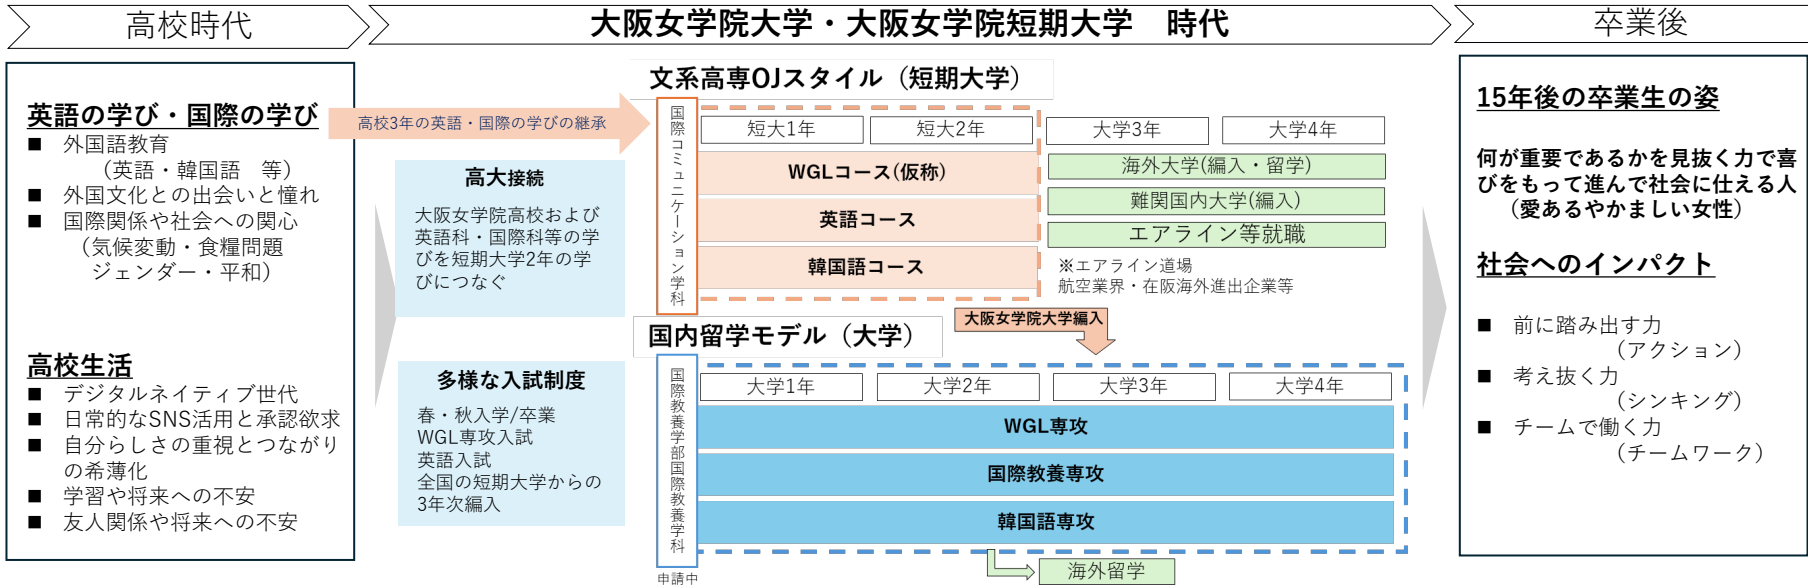 高校時代
大阪女学院大学・大阪女学院短期大学　時代
卒業後
英語の学び・国際の学び
■ 外国語教育
（英語・韓国語　等）
■ 外国文化との出会いと憧れ
■ 国際関係や社会への関心
（気候変動・食糧問題
ジェンダー・平和）
高校生活
■ デジタルネイティブ世代
■ 日常的なSNS活用と承認欲求
■ 自分らしさの重視とつながり
の希薄化
■ 学習や将来への不安
■ 友人関係や将来への不安
高校3年の英語・国際の学びの継承
高大接続
大阪女学院高校および
英語科・国際科等の学
びを短期大学2年の学
びにつなぐ
多様な入試制度
春・秋入学/卒業
WGL専攻入試
英語入試
全国の短期大学からの
3年次編入
文系高専OJスタイル（短期大学）
国際コミュニケーション学科
短大1年
短大2年
大学3年
大学4年
WGLコース(仮称)
英語コース
韓国語コース
海外大学(編入・留学)
難関国内大学(編入)
エアライン等就職
※エアライン道場
航空業界・在阪海外進出企業等
大阪女学院大学編入
国内留学モデル（大学）
国際教養学部国際教養学科
申請中
大学1年
大学2年
大学3年
大学4年
WGL専攻
国際教養専攻
韓国語専攻
海外留学
15年後の卒業生の姿
何が重要であるかを見抜く力で喜
びをもって進んで社会に仕える人
（愛あるやかましい女性）
社会へのインパクト
■ 前に踏み出す力
（アクション）
■ 考え抜く力
（シンキング）
■ チームで働く力
（チームワーク）